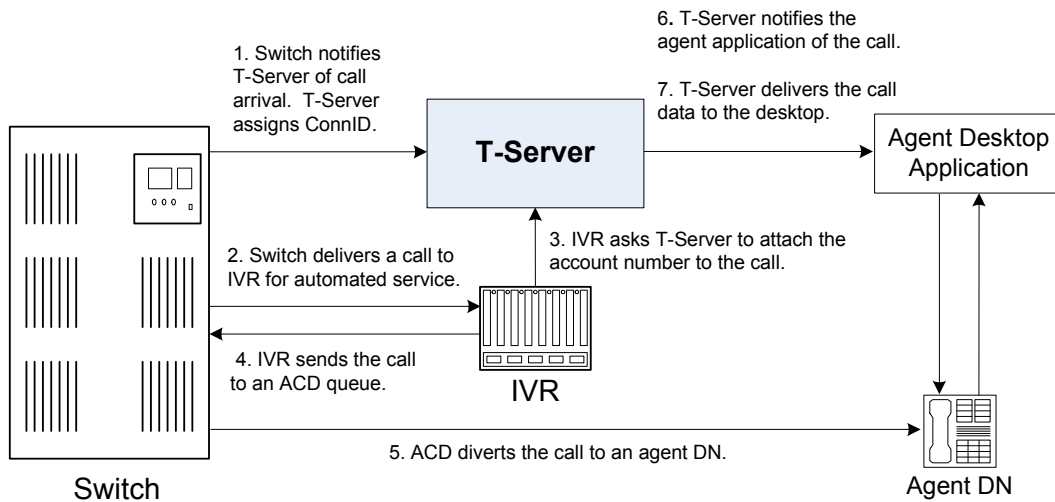 1. Switch notifies
T-Server of call
arrival.  T-Server
assigns ConnID.
6. T-Server notifies the
agent application of the call.
7. T-Server delivers the call
data to the desktop.
T-Server
Agent Desktop
Application
2. Switch delivers a call to
IVR for automated service.
3. IVR asks T-Server to attach the
account number to the call.
4. IVR sends the call
to an ACD queue.
IVR
5. ACD diverts the call to an agent DN.
Switch
Agent DN